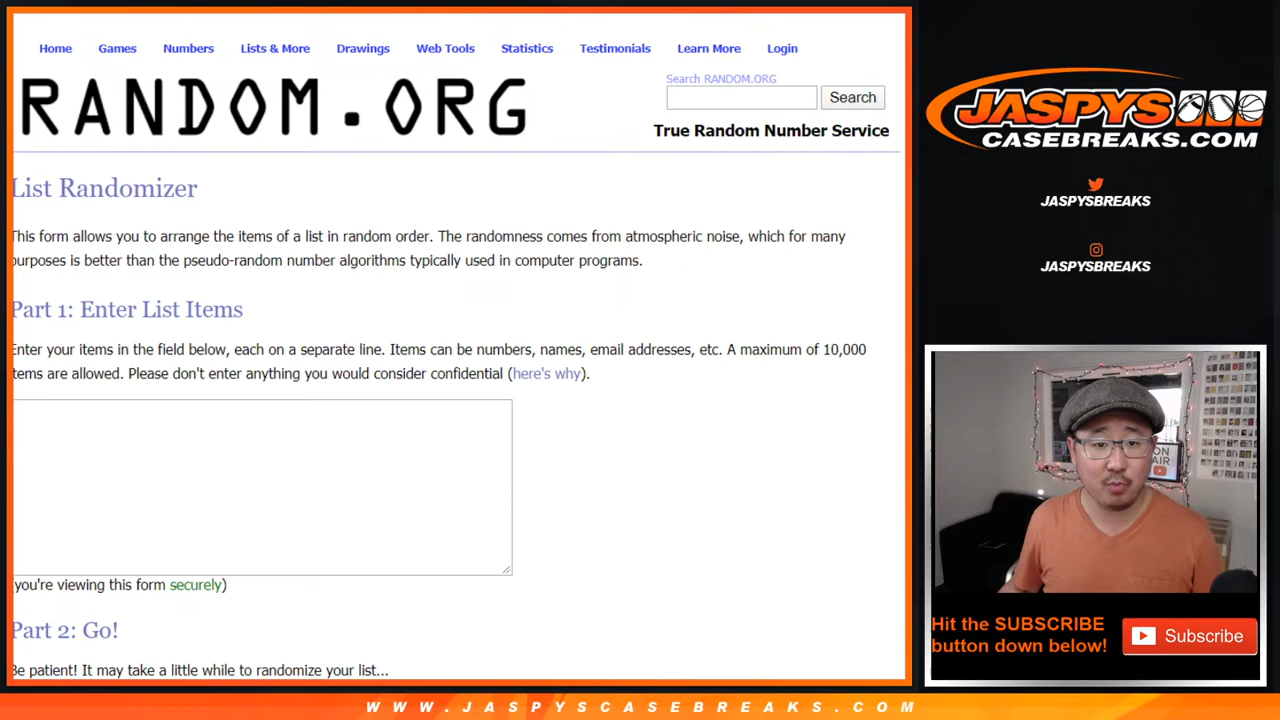 Home Games Numbers Lists & More Drawings Web Tools Statistics Testimonials Learn More Login
RANDOM.ORG
Search RANDOM.ORG
Search
True Random Number Service
List Randomizer
This form allows you to arrange the items of a list in random order. The randomness comes from atmospheric noise, which for many
purposes is better than the pseudo-random number algorithms typically used in computer programs.
Part 1: Enter List Items
Enter your items in the field below, each on a separate line. Items can be numbers, names, email addresses, etc. A maximum of 10,000
items are allowed. Please don't enter anything you would consider confidential (here's why).
(you're viewing this form securely)
Part 2: Go!
Be patient! It may take a little while to randomize your list...
JASPYS
CASEBREAKS.COM
JASPYSBREAKS
JASPYSBREAKS
ON
AIR
Hit the SUBSCRIBE
button down below!
Subscribe
WWW.JASPYSCASEBREAKS.COM